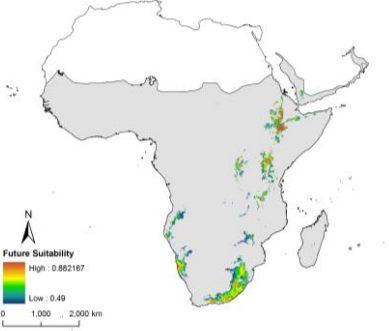 N
Future Suitability
High : 0.882167
Low : 0.49
0 1,000 2,000 km